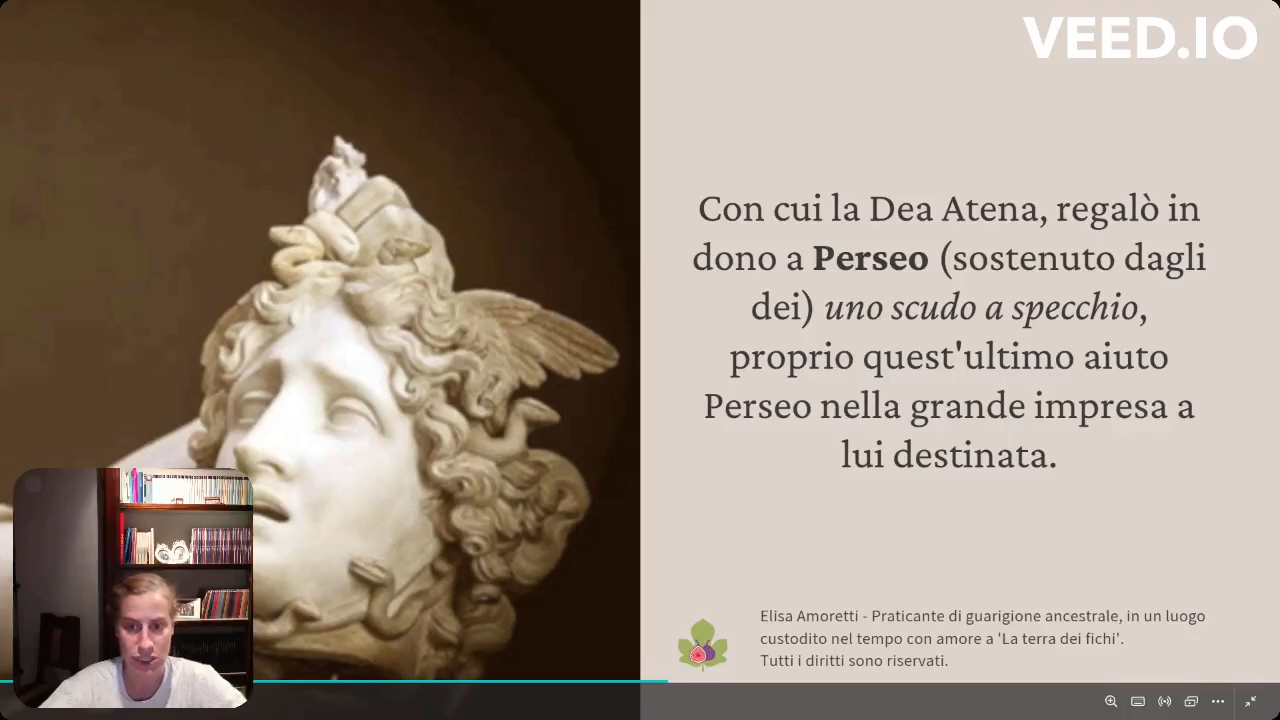 VEED.IO
Con cui la Dea Atena, regalò in
dono a Perseo (sostenuto dagli
dei) uno scudo a specchio,
proprio quest'ultimo aiuto
Perseo nella grande impresa a
lui destinata.
Elisa Amoretti - Praticante di guarigione ancestrale, in un luogo
custodito nel tempo con amore a 'La terra dei fichi'.
Tutti i diritti sono riservati.